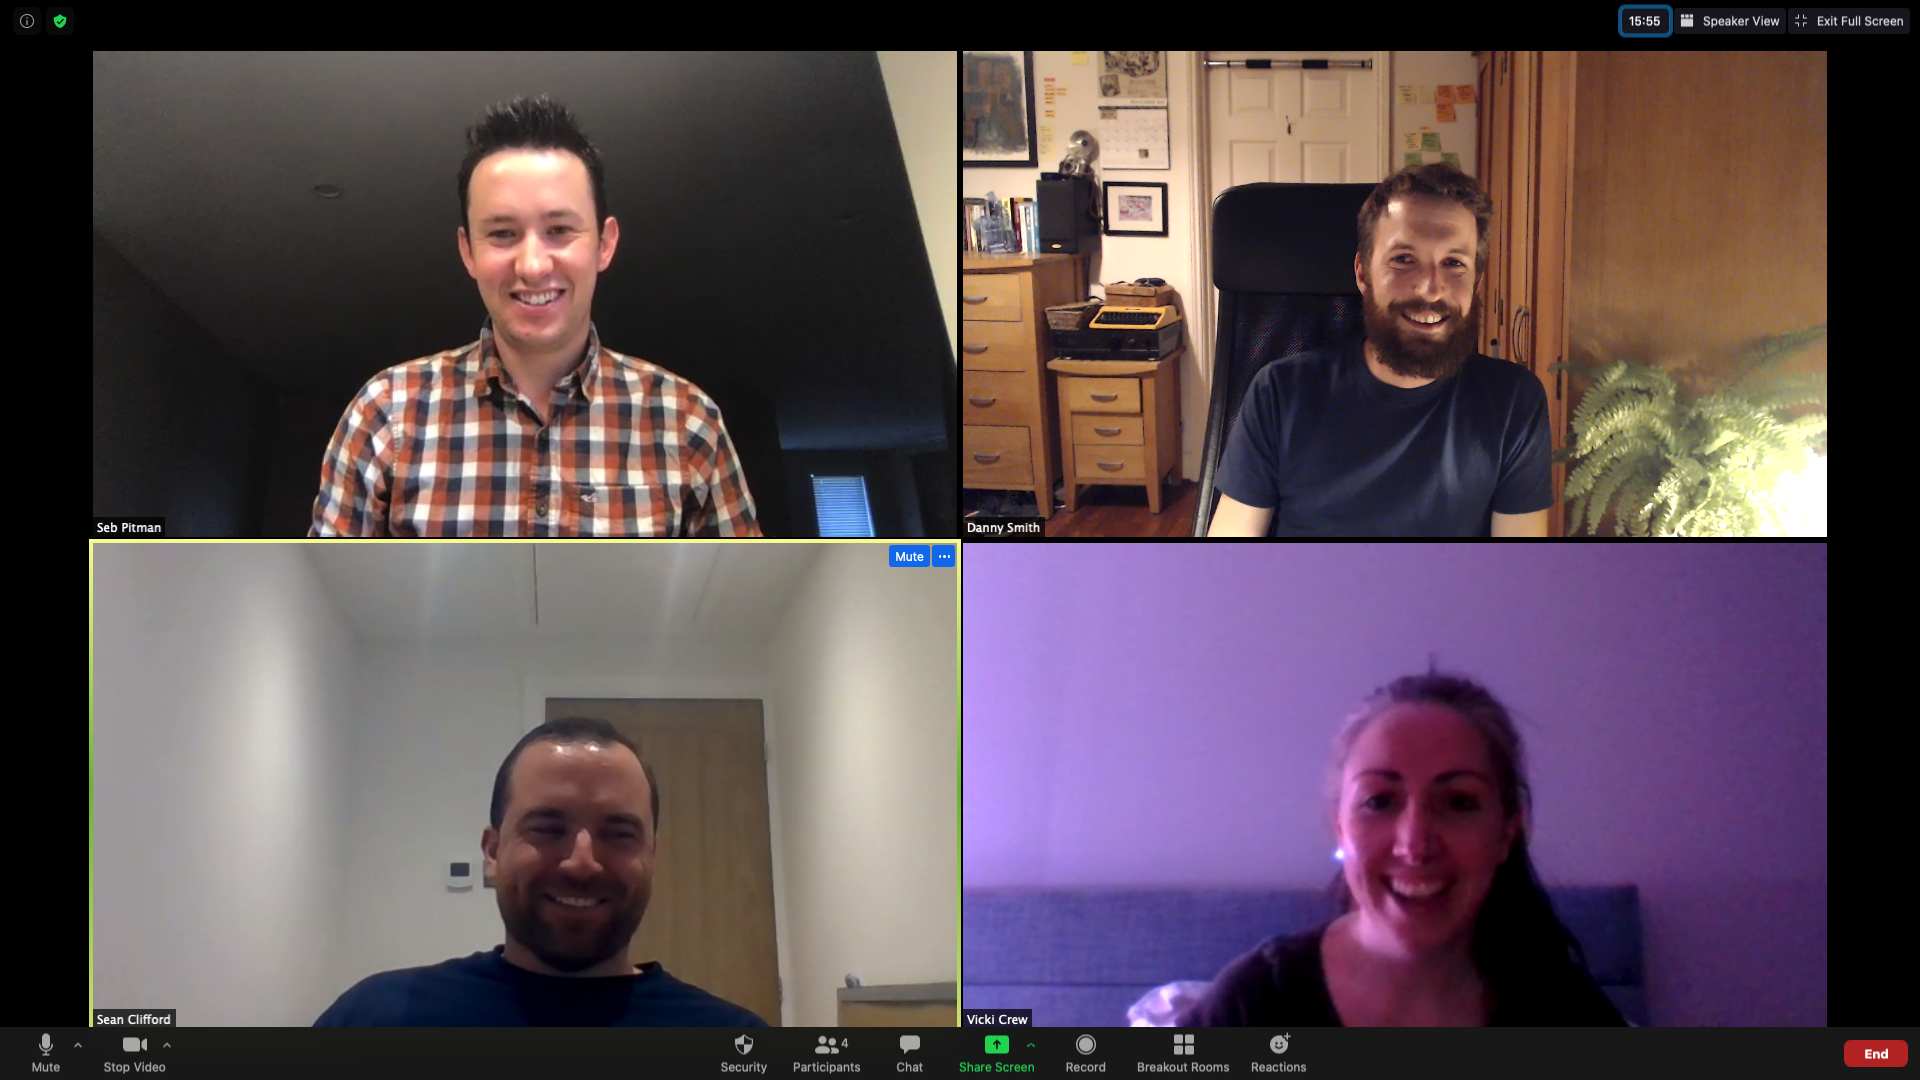 15:55
Speaker View
Exit Full Screen
Seb Pitman
Danny Smith
Mute
Sean Clifford
Vicki Crew
Mute
Stop Video
Security
4
Participants
Chat
Share Screen
Record
Breakout Rooms
Reactions
End